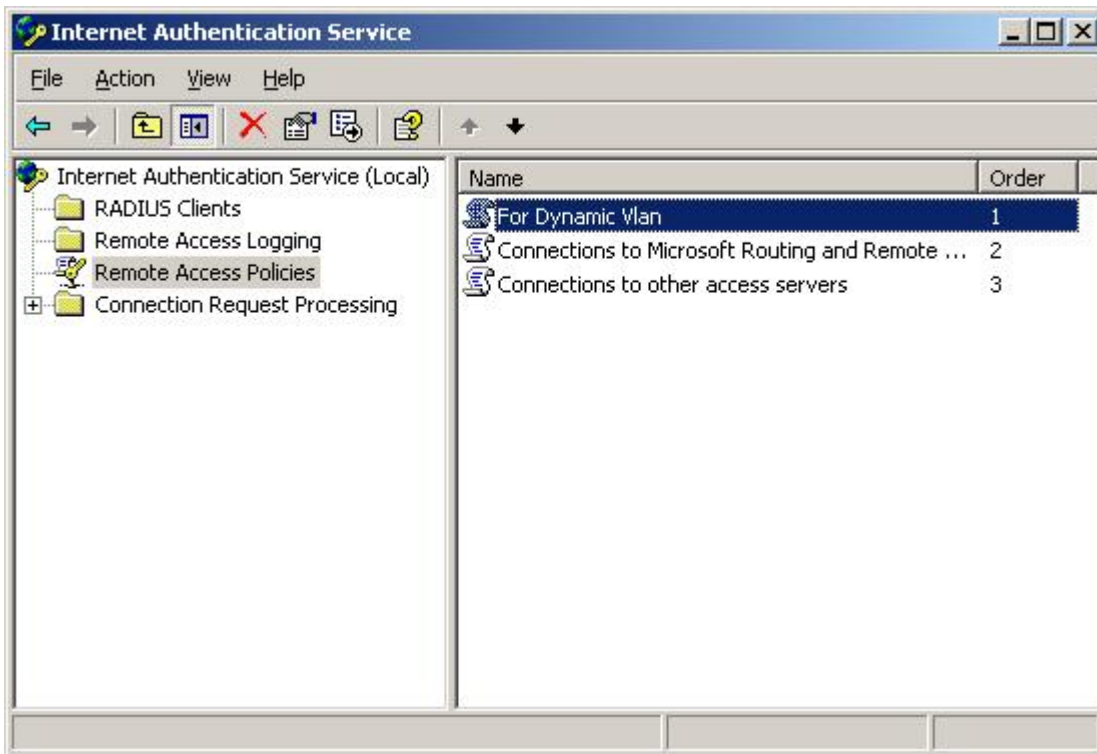 Internet Authentication Service
File Action View Help
Internet Authentication Service (Local)
RADIUS Clients
Remote Access Logging
Remote Access Policies
Connection Request Processing
Name Order
For Dynamic Vlan 1
Connections to Microsoft Routing and Remote ... 2
Connections to other access servers 3